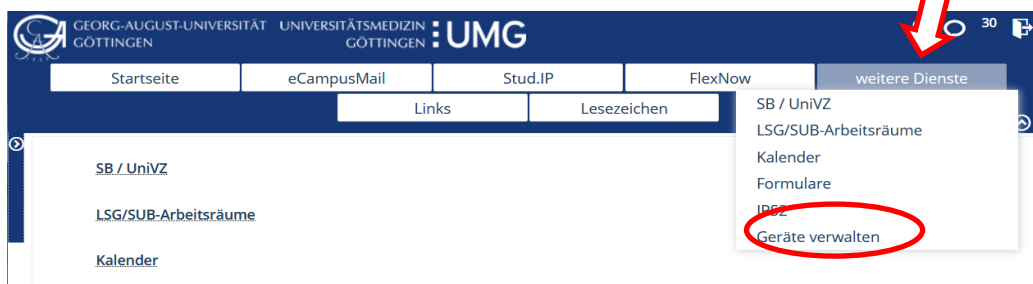 GEORG-AUGUST-UNIVERSITÄT
GÖTTINGEN
UNIVERSITÄTSMEDIZIN
GÖTTINGEN
UMG
30
Startseite
eCampusMail
Stud.IP
FlexNow
weitere Dienste
Links
Lesezeichen
SB / UniVZ
LSG/SUB-Arbeitsräume
Kalender
Formulare
IPS2
Geräte verwalten
SB / UniVZ
LSG/SUB-Arbeitsräume
Kalender